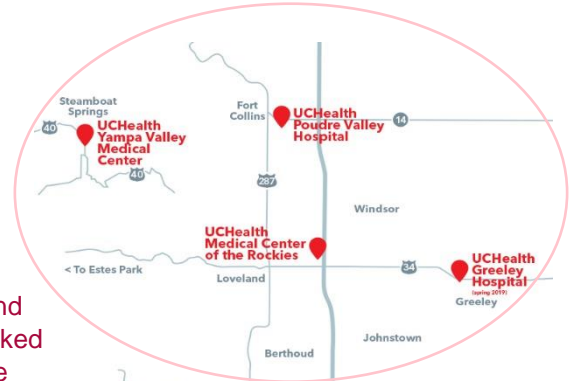 Steamboat
Springs
40
UCHealth
Yampa Valley
Medical
Center
40
Fort
Collins
UCHealth
Poudre Valley
Hospital
14
287
Windsor
UCHealth
Medical Center
of the Rockies
< To Estes Park
Loveland
34
UCHealth
Greeley
Hospital
(spring 2019)
Greeley
Johnstown
Berthoud
nd
ked
e